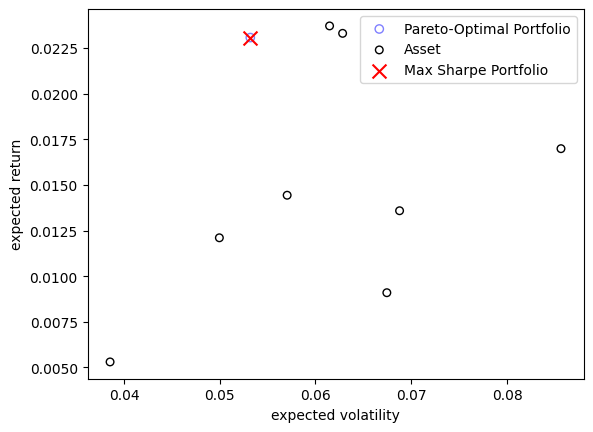 Pareto-Optimal Portfolio
Asset
Max Sharpe Portfolio
expected return
0.0225
0.0200
0.0175
0.0150
0.0125
0.0100
0.0075
0.0050
0.04 0.05 0.06 0.07 0.08
expected volatility